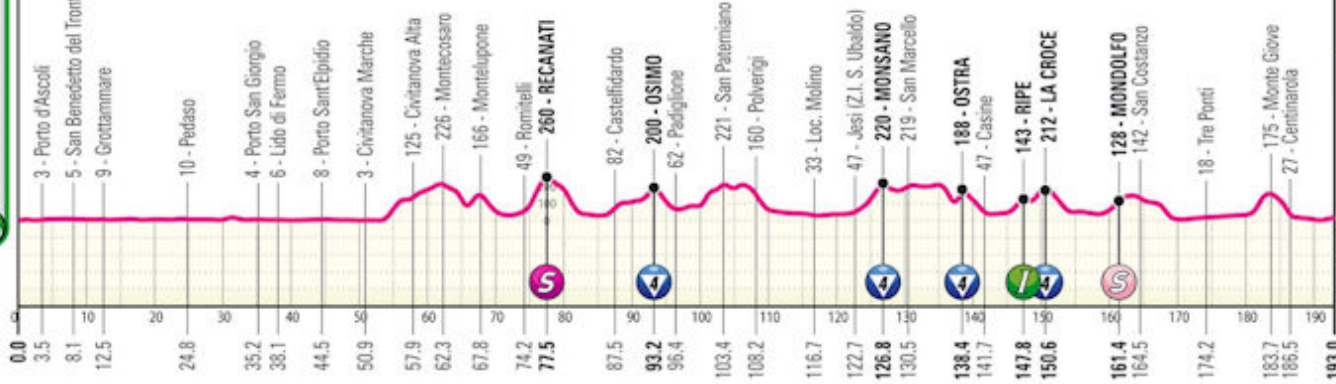 3 - Porto d'Ascoli
5 - San Benedetto del Tront
9 - Grottammare
10 - Pedaso
4 - Porto San Giorgio
6 - Lido di Fermo
8 - Porto Sant'Elpidio
3 - Civitanova Marche
125 - Civitanova Alta
226 - Montecosaro
166 - Montelupone
49 - Romitelli
260 - RECANATI
82 - Castelfidardo
200 - OSIMO
62 - Padiglione
221 - San Paterniano
160 - Polverigi
33 - Loc. Molino
47 - Jesi (Z.I. S. Ubaldo)
220 - MONSANO
219 - San Marcello
188 - OSTRA
47 - Casine
143 - RIPE
212 - LA CROCE
128 - MONDOLFO
142 - San Costanzo
18 - Tre Ponti
175 - Monte Giove
27 - Centinarola
100
0
S
4
4
4
I
4
S
0 10 20 30 40 50 60 70 80 90 100 110 120 130 140 150 160 170 180 190
0.0 3.5 8.1 12.5 24.8 35.2 38.1 44.5 50.9 57.9 62.3 67.8 74.2 77.5 87.5 93.2 96.4 103.4 108.2 116.7 122.7 126.8 130.5 138.4 141.7 147.8 150.6 161.4 164.5 174.2 183.7 186.5 193.0